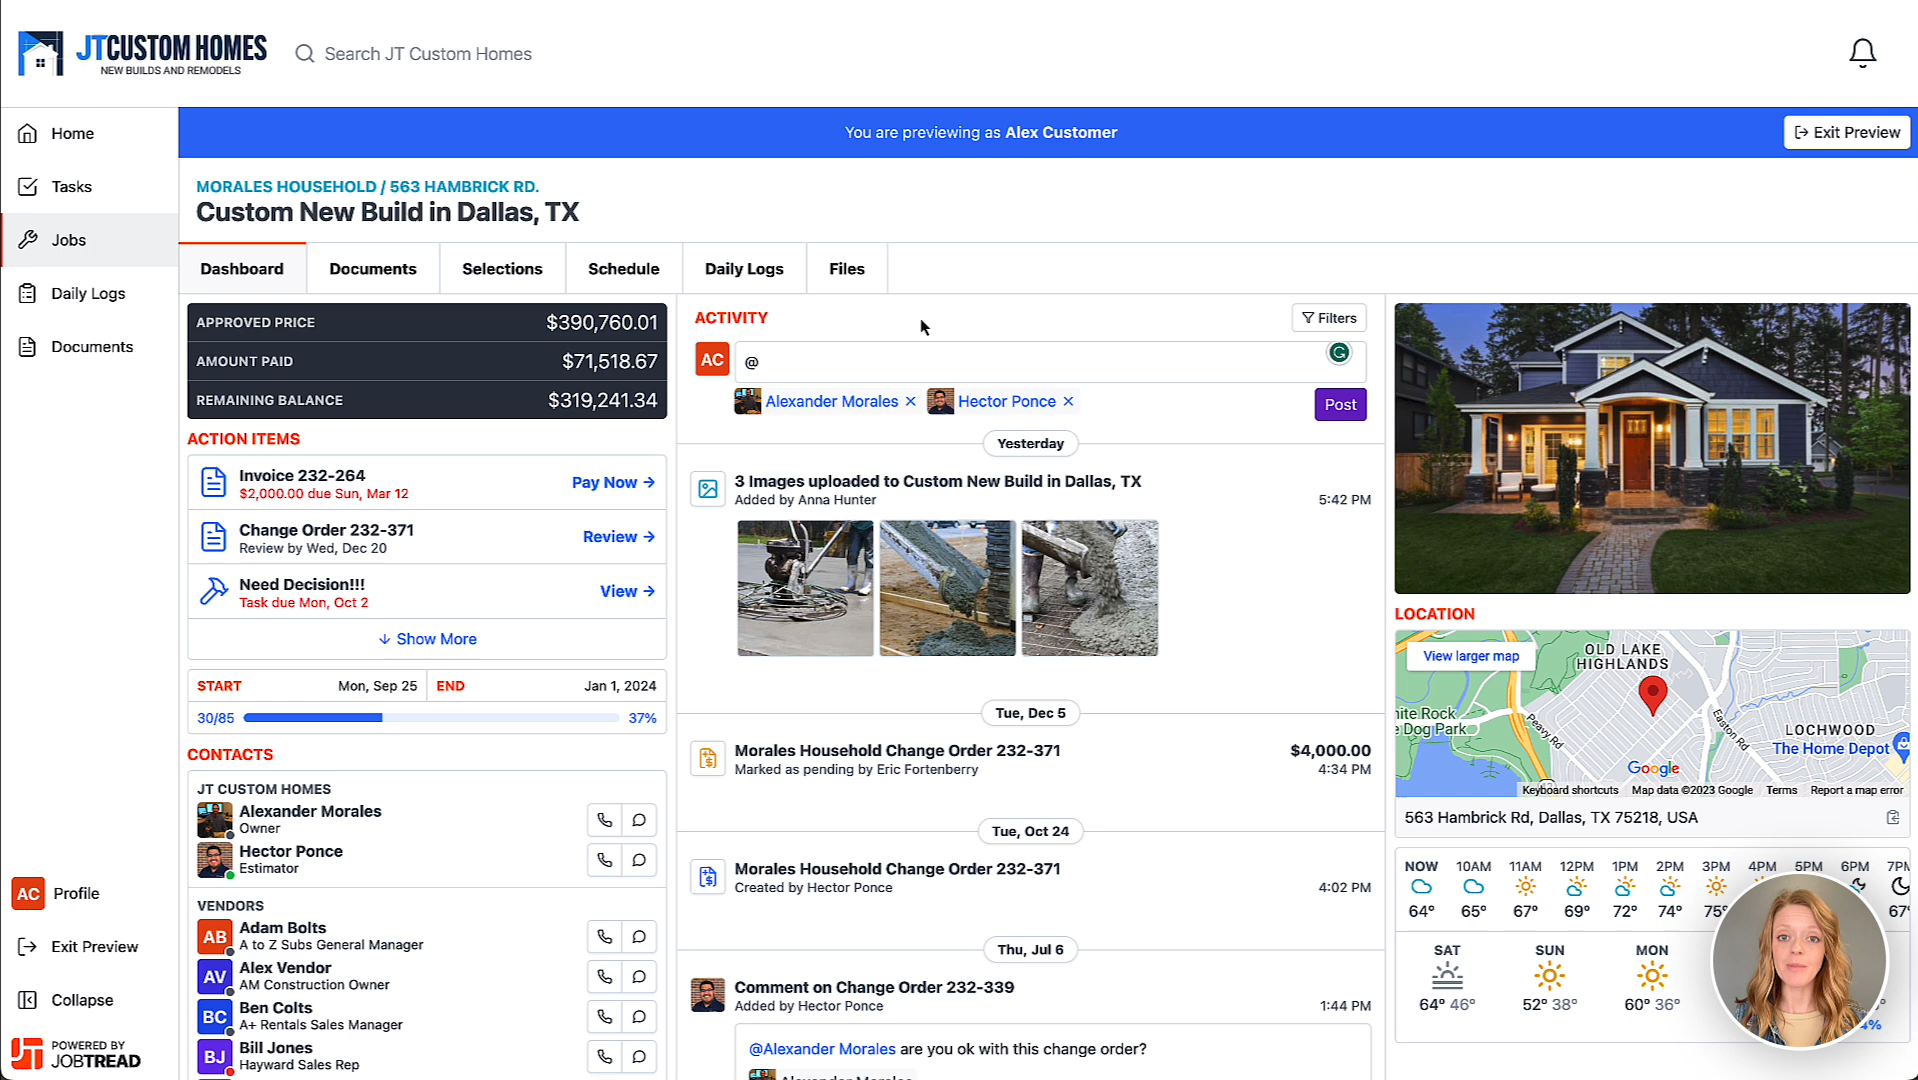 JTCUSTOM HOMES
NEW BUILDS AND REMODELS
Search JT Custom Homes
Home
Tasks
Jobs
Daily Logs
Documents
You are previewing as Alex Customer
Exit Preview
MORALES HOUSEHOLD / 563 HAMBRICK RD.
Custom New Build in Dallas, TX
Dashboard
Documents
Selections
Schedule
Daily Logs
Files
APPROVED PRICE $390,760.01
AMOUNT PAID $71,518.67
REMAINING BALANCE $319,241.34
ACTION ITEMS
Invoice 232-264
$2,000.00 due Sun, Mar 12
Pay Now
Change Order 232-371
Review by Wed, Dec 20
Review
Need Decision!!!
Task due Mon, Oct 2
View
Show More
START Mon, Sep 25 END Jan 1, 2024
30/85 37%
CONTACTS
JT CUSTOM HOMES
Alexander Morales
Owner
Hector Ponce
Estimator
VENDORS
AB
Adam Bolts
A to Z Subs General Manager
AV
Alex Vendor
AM Construction Owner
BC
Ben Colts
A+ Rentals Sales Manager
BJ
Bill Jones
Hayward Sales Rep
ACTIVITY
Filters
AC
@
Alexander Morales × Hector Ponce ×
Post
Yesterday
3 Images uploaded to Custom New Build in Dallas, TX
Added by Anna Hunter 5:42 PM
Tue, Dec 5
Morales Household Change Order 232-371 $4,000.00
Marked as pending by Eric Fortenberry 4:34 PM
Tue, Oct 24
Morales Household Change Order 232-371
Created by Hector Ponce 4:02 PM
Thu, Jul 6
Comment on Change Order 232-339
Added by Hector Ponce 1:44 PM
@Alexander Morales are you ok with this change order?
Alexander Morales
LOCATION
View larger map
OLD LAKE
HIGHLANDS
hite Rock
e Dog Park
Peavy Rd
Easton Rd
LOCHWOOD
The Home Depot
Google
Keyboard shortcuts Map data ©2023 Google Terms Report a map error
563 Hambrick Rd, Dallas, TX 75218, USA
NOW 10AM 11AM 12PM 1PM 2PM 3PM 4PM 5PM 6PM 7PM
64° 65° 67° 69° 72° 74° 75° 67°
SAT SUN MON
64° 46° 52° 38° 60° 36°
4%
AC Profile
Exit Preview
Collapse
POWERED BY
JOBTREAD